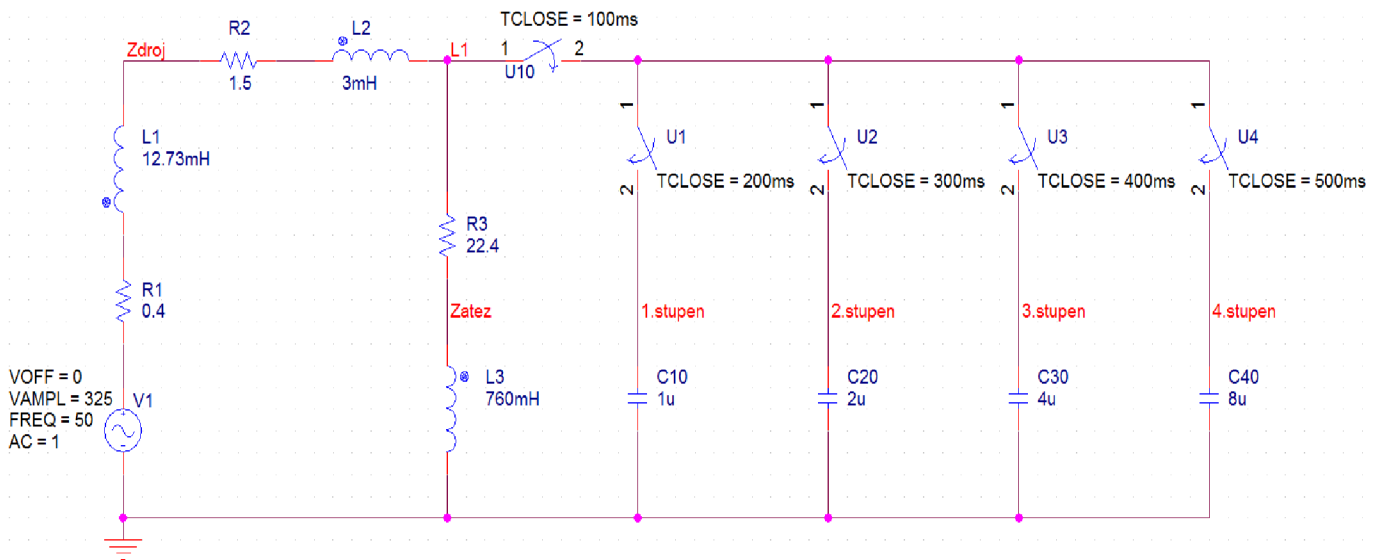 TCLOSE = 100ms
Zdroj
R2
L2
L1
1
2
U10
1.5
3mH
L1
12.73mH
1
U1
2
TCLOSE = 200ms
1
U2
2
TCLOSE = 300ms
1
U3
2
TCLOSE = 400ms
1
U4
2
TCLOSE = 500ms
R3
22.4
R1
0.4
Zatez
1.stupen
2.stupen
3.stupen
4.stupen
VOFF = 0
VAMPL = 325
FREQ = 50
AC = 1
V1
L3
760mH
C10
1u
C20
2u
C30
4u
C40
8u